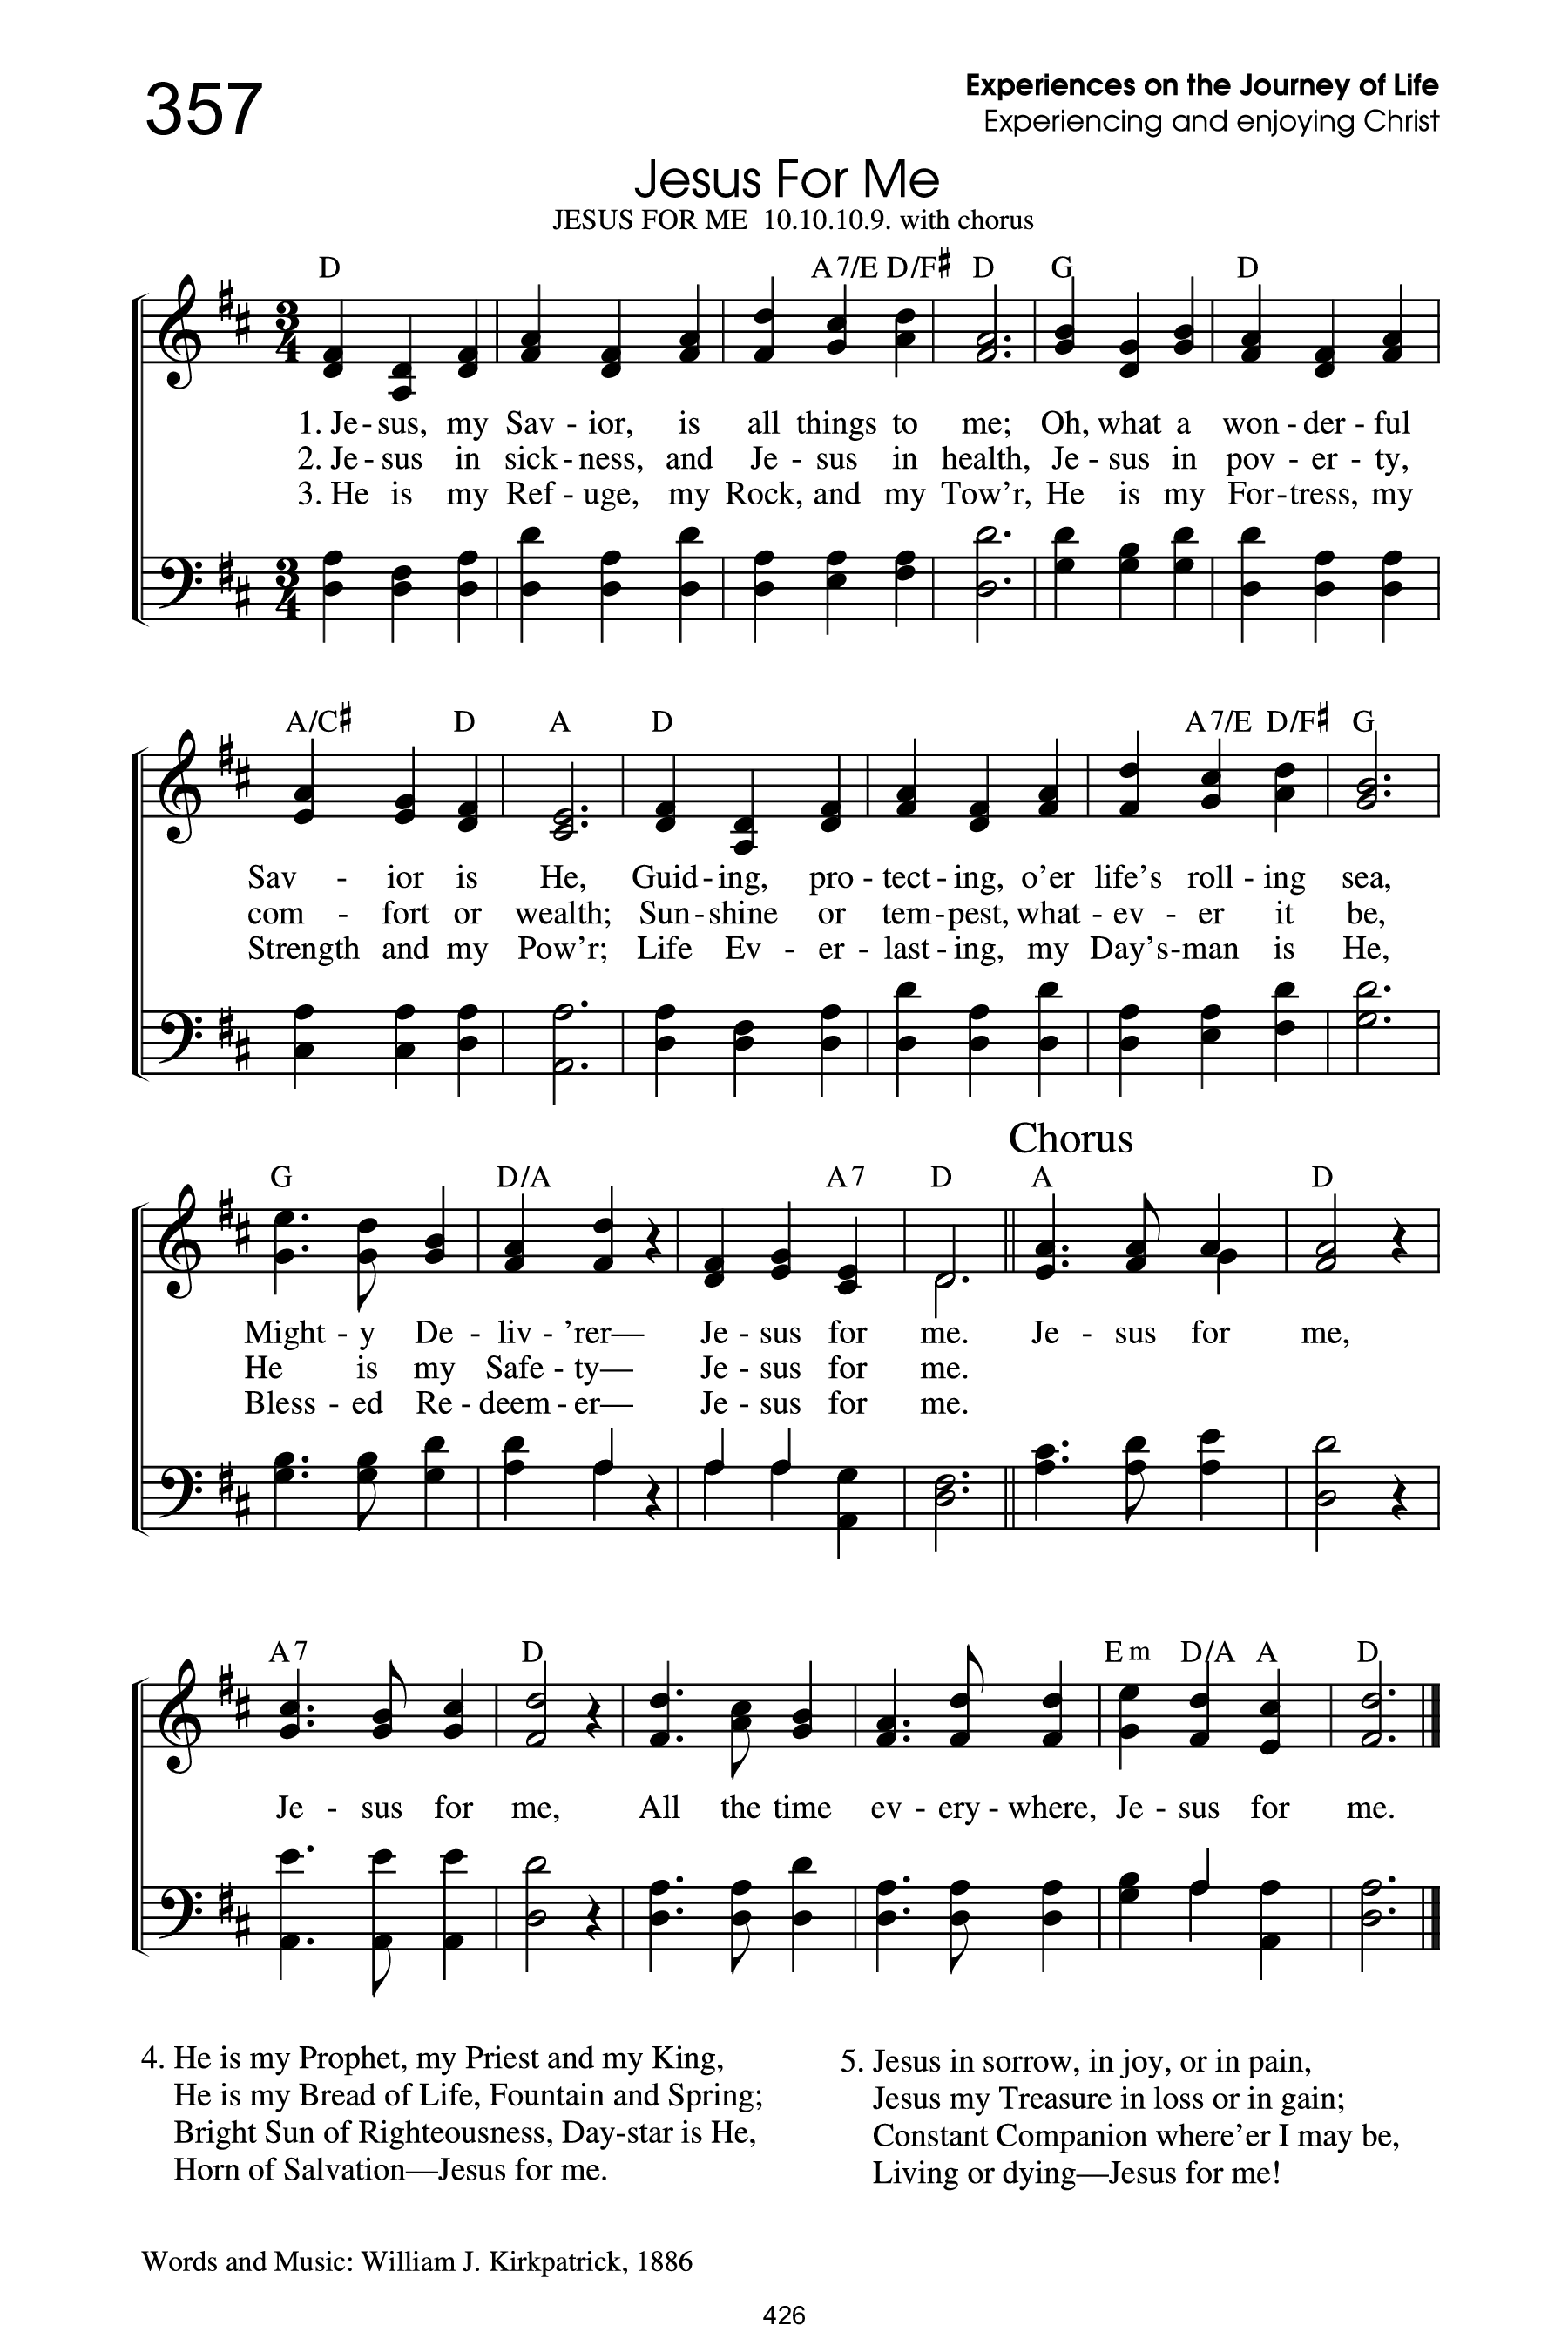 357
Experiences on the Journey of Life
Experiencing and enjoying Christ
Jesus For Me
JESUS FOR ME 10.10.10.9. with chorus
D A7/E D/F♯ D G D
3 4
1. Je-sus, my Sav - ior, is all things to me; Oh, what a won - der - ful
2. Je - sus in sick - ness, and Je - sus in health, Je - sus in pov - er - ty,
3. He is my Ref - uge, my Rock, and my Tow'r, He is my For - tress, my
3 4
A/C♯ D A D A7/E D/F♯ G
Sav - ior is He, Guid - ing, pro - tect - ing, o'er life's roll - ing sea,
com - fort or wealth; Sun - shine or tem - pest, what - ev - er it be,
Strength and my Pow'r; Life Ev - er - last - ing, my Day's-man is He,
Chorus
G D/A A7 D A D
Might - y De - liv - 'rer— Je - sus for me. Je - sus for me,
He is my Safe - ty— Je - sus for me.
Bless - ed Re - deem - er— Je - sus for me.
A7 D Em D/A A D
Je - sus for me, All the time ev - ery - where, Je - sus for me.
4. He is my Prophet, my Priest and my King,
He is my Bread of Life, Fountain and Spring;
Bright Sun of Righteousness, Day-star is He,
Horn of Salvation—Jesus for me.
5. Jesus in sorrow, in joy, or in pain,
Jesus my Treasure in loss or in gain;
Constant Companion where'er I may be,
Living or dying—Jesus for me!
Words and Music: William J. Kirkpatrick, 1886
426